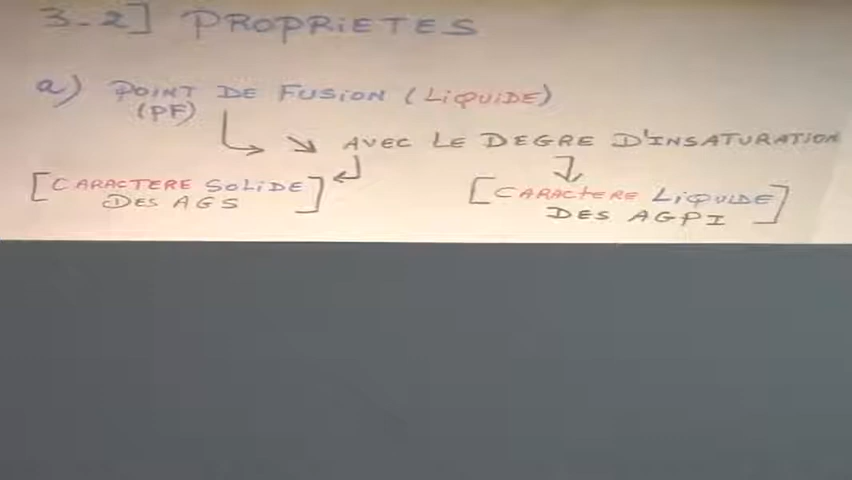 3-2] PROPRIETES
a) POINT DE FUSION (LIQUIDE)
(PF)
↘ AVEC LE DEGRE D'INSATURATION
[CARACTERE SOLIDE
DES AGS]
[CARACTERE LIQUIDE
DES AGPI]